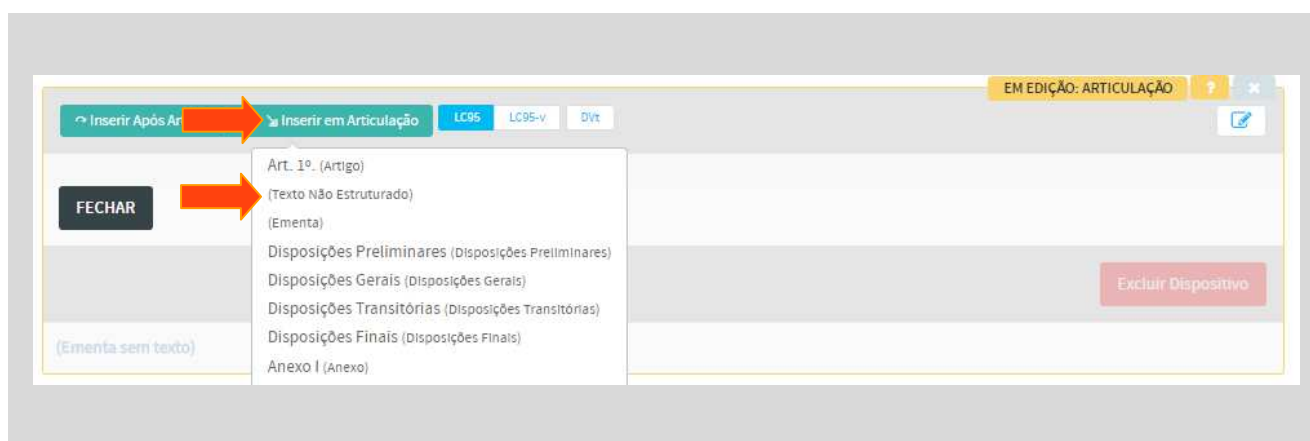 EM EDIÇÃO: ARTICULAÇÃO ? ×
Inserir Após Ar Inserir em Articulação LC95 LC95-v DVt
Art. 1º. (Artigo)
(Texto Não Estruturado)
FECHAR
(Ementa)
Disposições Preliminares (Disposições Preliminares)
Disposições Gerais (Disposições Gerais)
Excluir Dispositivo
Disposições Transitórias (Disposições Transitórias)
Disposições Finais (Disposições Finais)
(Ementa sem texto)
Anexo I (Anexo)